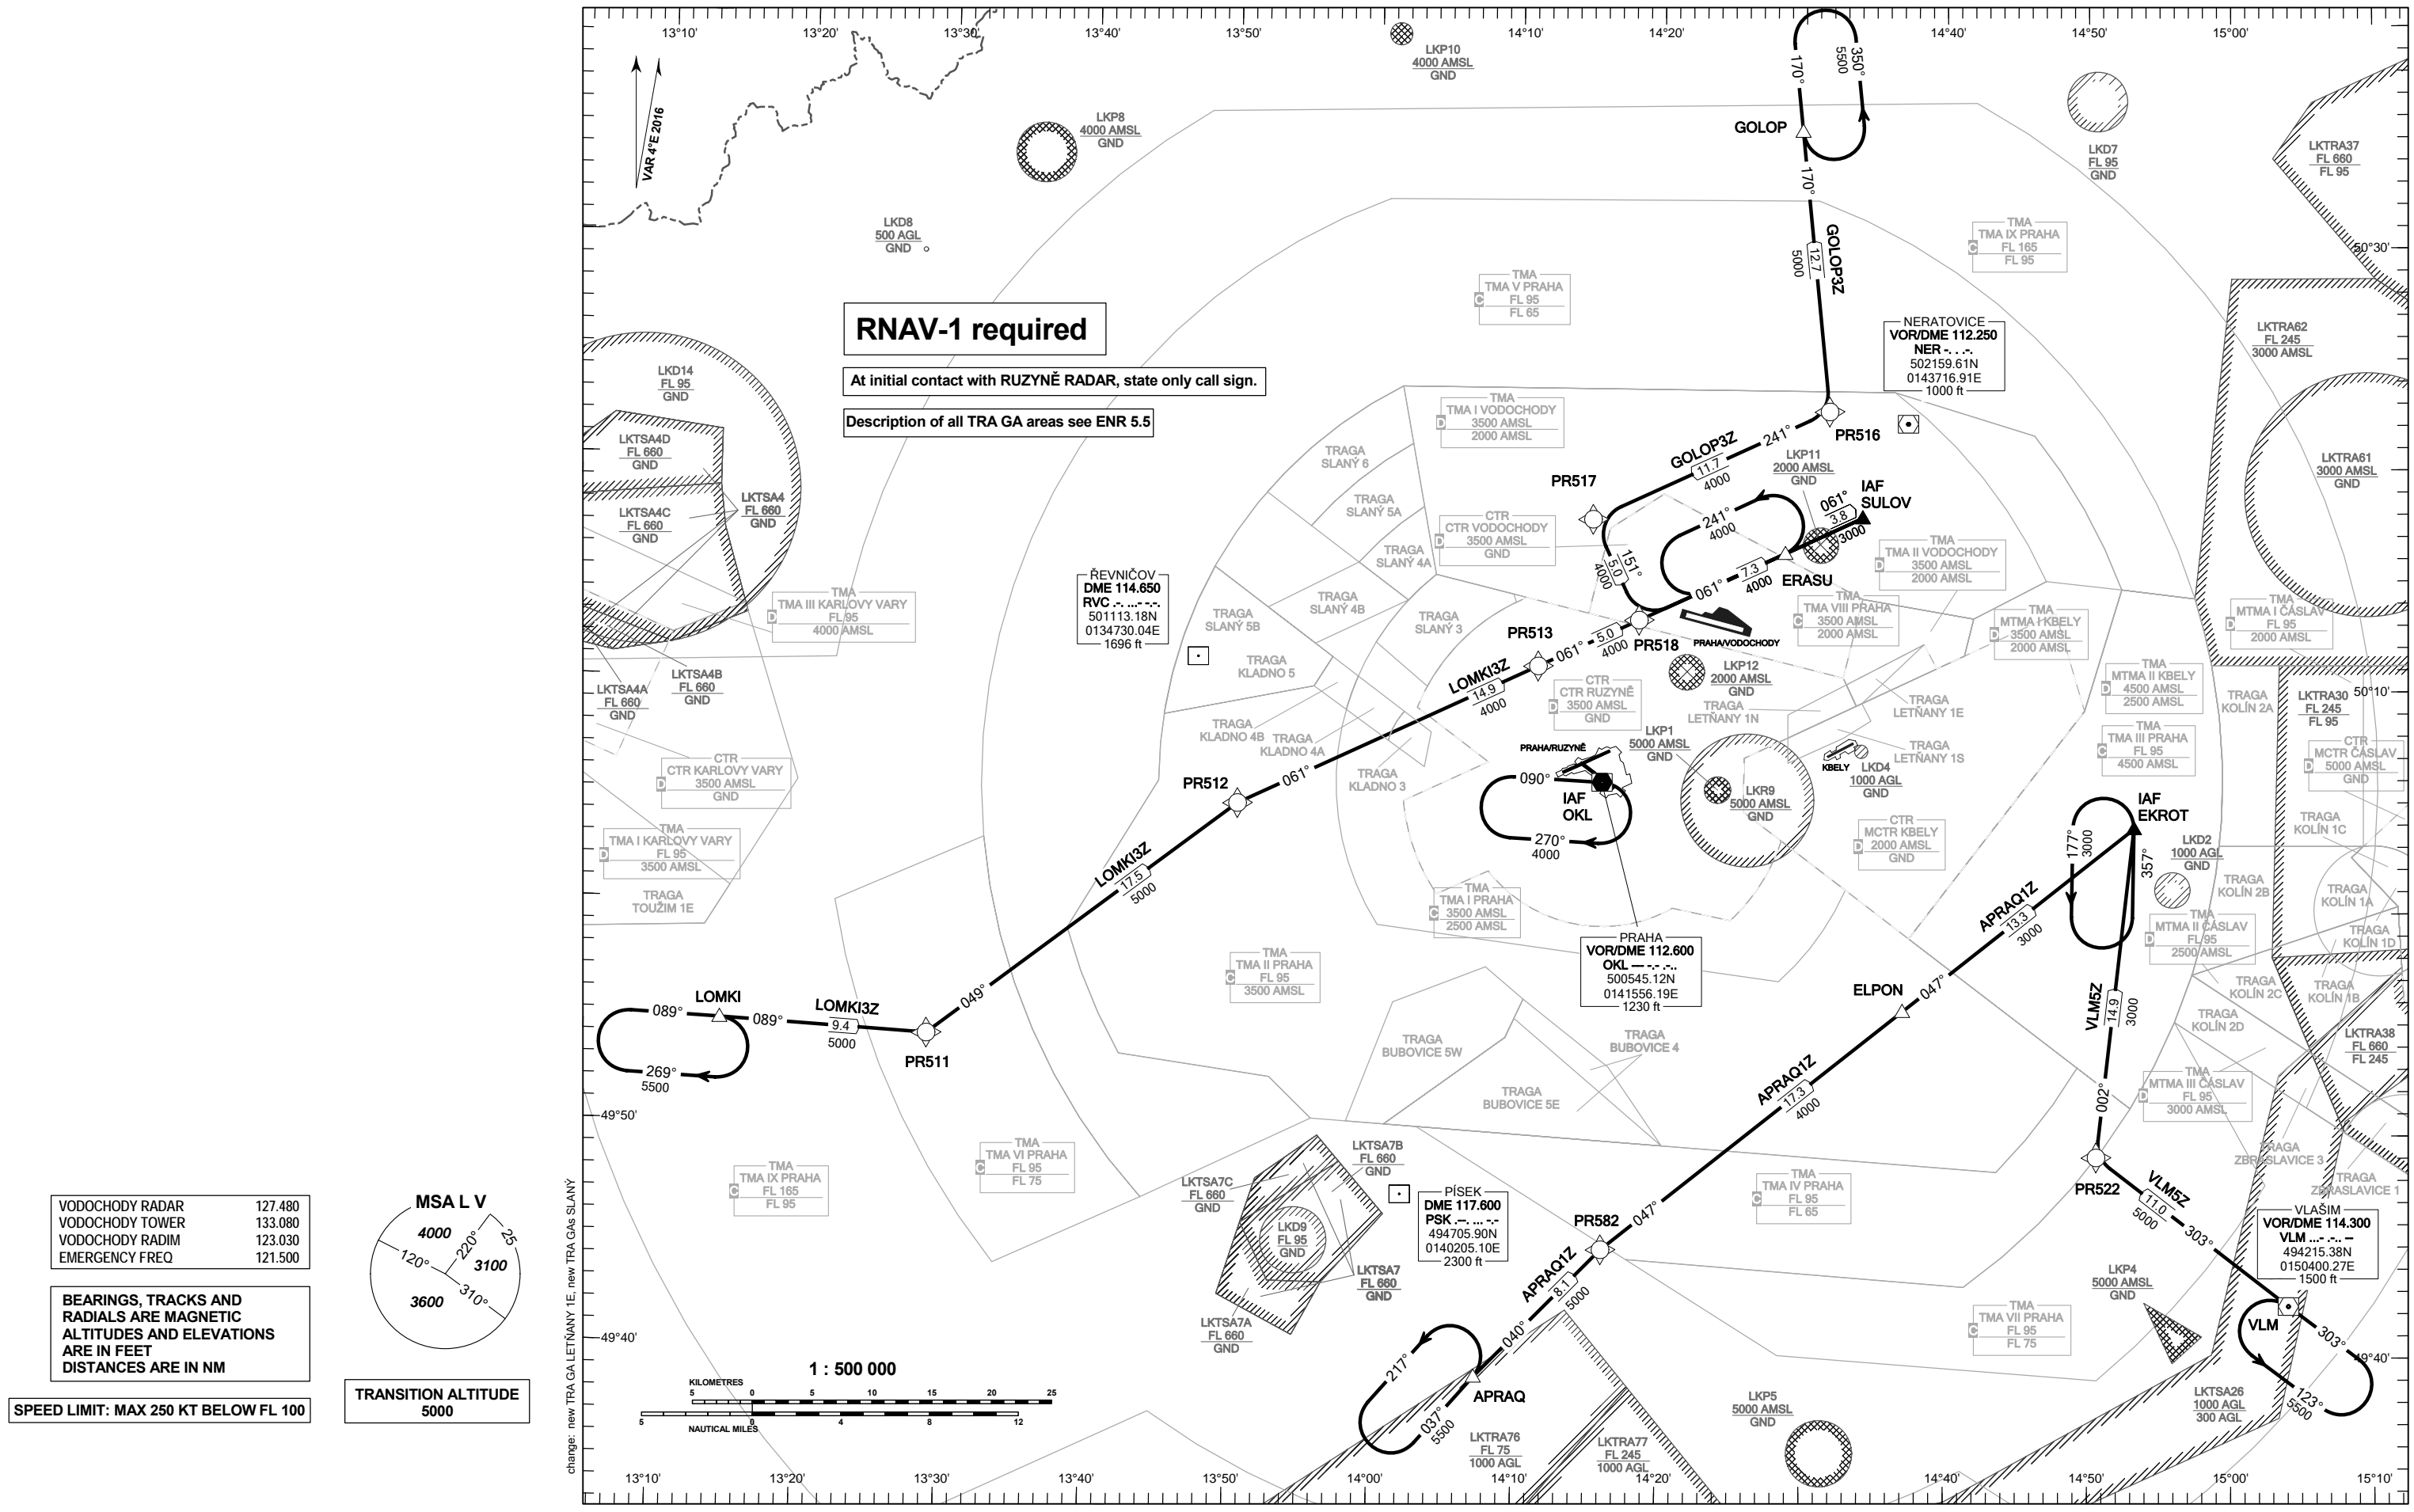 13°10'
13°20'
13°30'
13°40'
13°50'
14°10'
14°20'
14°40'
14°50'
15°00'
VAR 4°E 2016
LKP10
4000 AMSL
GND
LKP8
4000 AMSL
GND
LKD8
500 AGL
GND
170°
350°
5500
GOLOP
170°
GOLOP3Z
12.7
5000
LKD7
FL 95
GND
LKTRA37
FL 660
FL 95
TMA
TMA IX PRAHA
C
FL 165
FL 95
50°30'
TMA
TMA V PRAHA
C
FL 95
FL 65
RNAV-1 required
At initial contact with RUZYNĚ RADAR, state only call sign.
Description of all TRA GA areas see ENR 5.5
NERATOVICE
VOR/DME 112.250
NER -. . .-.
502159.61N
0143716.91E
1000 ft
LKTRA62
FL 245
3000 AMSL
LKD14
FL 95
GND
LKTSA4D
FL 660
GND
LKTSA4C
FL 660
GND
LKTSA4
FL 660
GND
TMA
TMA I VODOCHODY
D
3500 AMSL
2000 AMSL
TRAGA
SLANÝ 6
TRAGA
SLANÝ 5A
TRAGA
SLANÝ 4A
PR516
GOLOP3Z
241°
11.7
4000
LKP11
2000 AMSL
GND
PR517
IAF
SULOV
061°
3.8
3000
LKTRA61
3000 AMSL
GND
CTR
CTR VODOCHODY
D
3500 AMSL
GND
241°
4000
151°
5.0
4000
061°
7.3
4000
ERASU
TMA
TMA II VODOCHODY
D
3500 AMSL
2000 AMSL
ŘEVNIČOV
DME 114.650
RVC .-. ...- -.-.
501113.18N
0134730.04E
1696 ft
TMA
TMA III KARLOVY VARY
D
FL 95
4000 AMSL
TRAGA
SLANÝ 5B
TRAGA
SLANÝ 4B
TRAGA
SLANÝ 3
TMA
TMA VIII PRAHA
C
3500 AMSL
2000 AMSL
TMA
MTMA I KBELY
D
3500 AMSL
2000 AMSL
TMA
MTMA I ČÁSLAV
D
FL 95
2000 AMSL
PR513
061°
5.0
4000
PR518
PRAHA/VODOCHODY
LKTSA4A
FL 660
GND
LKTSA4B
FL 660
GND
TRAGA
KLADNO 5
LOMKI3Z
14.9
4000
LKP12
2000 AMSL
GND
CTR
CTR RUZYNĚ
D
3500 AMSL
GND
TMA
MTMA II KBELY
D
4500 AMSL
2500 AMSL
TRAGA
KOLÍN 2A
LKTRA30
FL 245
FL 95
50°10'
TRAGA
KLADNO 4B
TRAGA
KLADNO 4A
TRAGA
KLADNO 3
TRAGA
LETŇANY 1N
TRAGA
LETŇANY 1E
TRAGA
LETŇANY 1S
LKP1
5000 AMSL
GND
PRAHA/RUZYNĚ
KBELY
LKD4
1000 AGL
GND
TMA
TMA III PRAHA
C
FL 95
4500 AMSL
CTR
MCTR ČÁSLAV
D
5000 AMSL
GND
CTR
CTR KARLOVY VARY
D
3500 AMSL
GND
PR512
061°
090°
IAF
OKL
270°
4000
LKR9
5000 AMSL
GND
CTR
MCTR KBELY
D
2000 AMSL
GND
IAF
EKROT
177°
3000
357°
LKD2
1000 AGL
GND
TRAGA
KOLÍN 1C
TRAGA
KOLÍN 2B
TRAGA
KOLÍN 1A
TMA
TMA I KARLOVY VARY
D
FL 95
3500 AMSL
TRAGA
TOUŽIM 1E
LOMKI3Z
17.5
5000
TMA
TMA I PRAHA
C
3500 AMSL
2500 AMSL
APRAQ1Z
13.3
3000
TMA
MTMA II ČÁSLAV
D
FL 95
2500 AMSL
TRAGA
KOLÍN 1D
PRAHA
VOR/DME 112.600
OKL --- -.- .-..
500545.12N
0141556.19E
1230 ft
TMA
TMA II PRAHA
C
FL 95
3500 AMSL
049°
ELPON
047°
VLM5Z
14.9
3000
TRAGA
KOLÍN 2C
TRAGA
KOLÍN 1B
TRAGA
KOLÍN 2D
LOMKI
089°
089°
LOMKI3Z
9.4
5000
PR511
269°
5500
TRAGA
BUBOVICE 5W
TRAGA
BUBOVICE 4
TRAGA
BUBOVICE 5E
APRAQ1Z
17.3
4000
002°
LKTRA38
FL 660
FL 245
TMA
MTMA III ČÁSLAV
D
FL 95
3000 AMSL
49°50'
TMA
TMA VI PRAHA
C
FL 95
FL 75
TMA
TMA IX PRAHA
C
FL 165
FL 95
LKTSA7B
FL 660
GND
LKTSA7C
FL 660
GND
LKD9
FL 95
GND
PÍSEK
DME 117.600
PSK .--. ... -.-
494705.90N
0140205.10E
2300 ft
LKTSA7
FL 660
GND
LKTSA7A
FL 660
GND
PR582
047°
TMA
TMA IV PRAHA
C
FL 95
FL 65
PR522
VLM5Z
11.0
5000
303°
TRAGA
ZBRASLAVICE 3
TRAGA
ZBRASLAVICE 1
VLAŠIM
VOR/DME 114.300
VLM ...- .-.. --
494215.38N
0150400.27E
1500 ft
APRAQ1Z
8.1
5000
040°
LKP4
5000 AMSL
GND
TMA
TMA VII PRAHA
C
FL 95
FL 75
VLM
303°
123°
5500
49°40'
49°40'
217°
037°
5500
APRAQ
LKP5
5000 AMSL
GND
LKTSA26
1000 AGL
300 AGL
LKTRA76
FL 75
1000 AGL
LKTRA77
FL 245
1000 AGL
VODOCHODY RADAR 127.480
VODOCHODY TOWER 133.080
VODOCHODY RADIM 123.030
EMERGENCY FREQ 121.500
BEARINGS, TRACKS AND
RADIALS ARE MAGNETIC
ALTITUDES AND ELEVATIONS
ARE IN FEET
DISTANCES ARE IN NM
SPEED LIMIT: MAX 250 KT BELOW FL 100
MSA L V
4000
120°
220°
25
3100
310°
3600
TRANSITION ALTITUDE
5000
change: new TRA GA LETŇANY 1E, new TRA GAs SLANÝ
1 : 500 000
KILOMETRES
5 0 5 10 15 20 25
5 0 4 8 12
NAUTICAL MILES
13°10'
13°20'
13°30'
13°40'
13°50'
14°00'
14°10'
14°20'
14°40'
14°50'
15°00'
15°10'